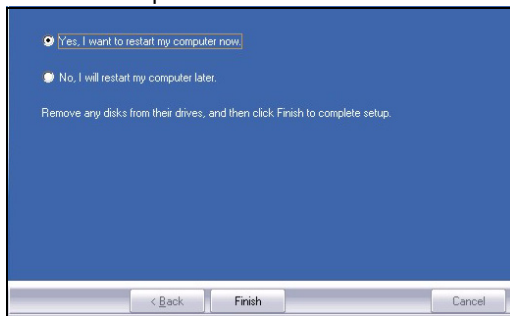 Yes, I want to restart my computer now.
No, I will restart my computer later.
Remove any disks from their drives, and then click Finish to complete setup.
< Back
Finish
Cancel